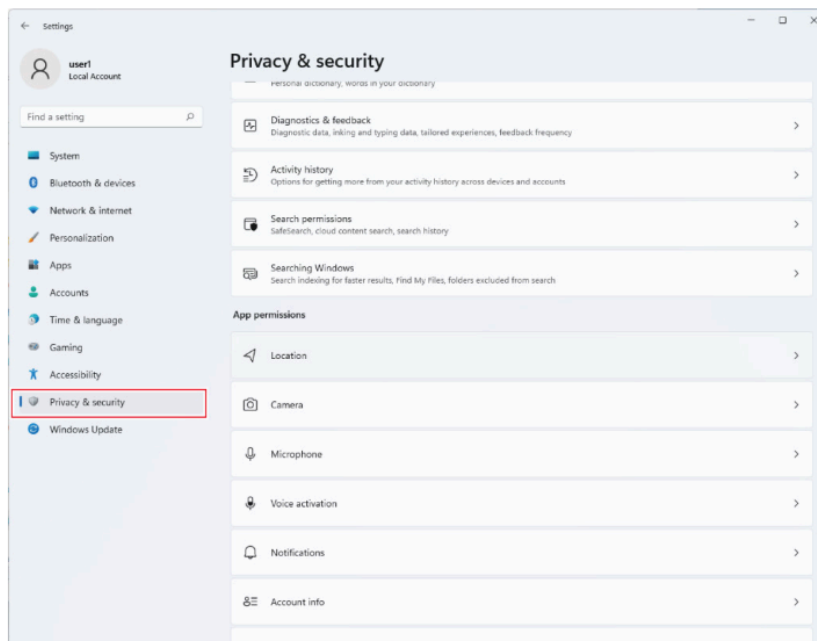 Settings
user1
Local Account
Find a setting
System
Bluetooth & devices
Network & internet
Personalization
Apps
Accounts
Time & language
Gaming
Accessibility
Privacy & security
Windows Update
Privacy & security
Personal dictionary, words in your dictionary
Diagnostics & feedback
Diagnostic data, inking and typing data, tailored experiences, feedback frequency
Activity history
Options for getting more from your activity history across devices and accounts
Search permissions
SafeSearch, cloud content search, search history
Searching Windows
Search indexing for faster results, Find My Files, folders excluded from search
App permissions
Location
Camera
Microphone
Voice activation
Notifications
Account info